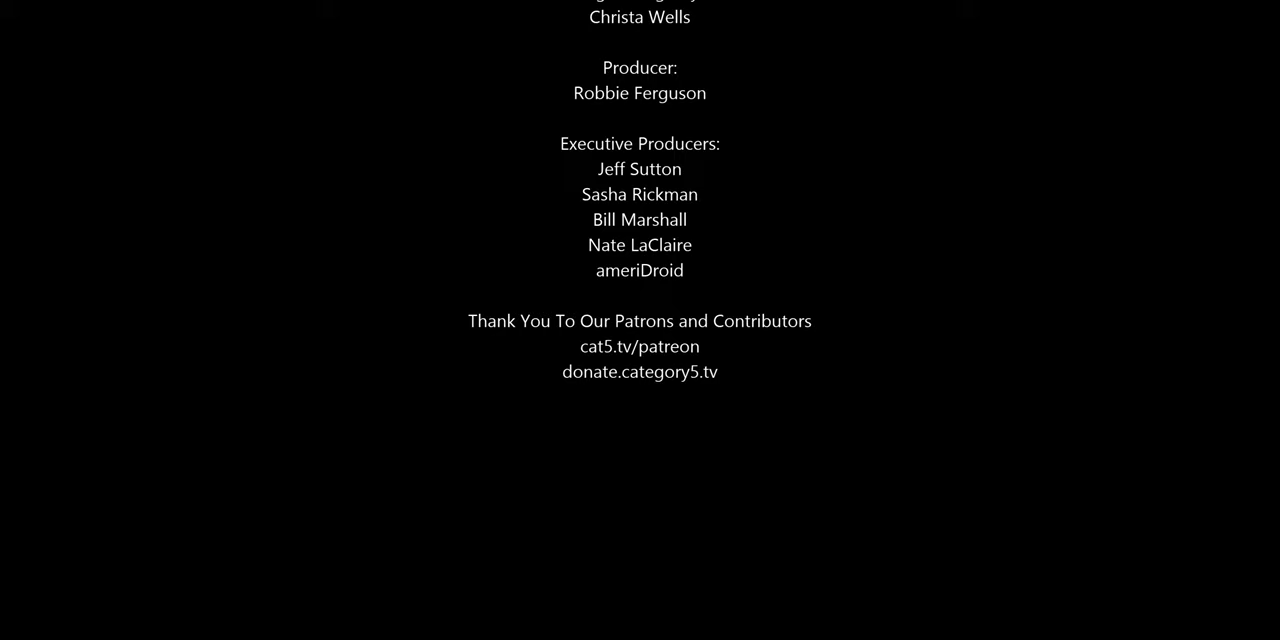 Christa Wells
Producer:
Robbie Ferguson
Executive Producers:
Jeff Sutton
Sasha Rickman
Bill Marshall
Nate LaClaire
ameriDroid
Thank You To Our Patrons and Contributors
cat5.tv/patreon
donate.category5.tv